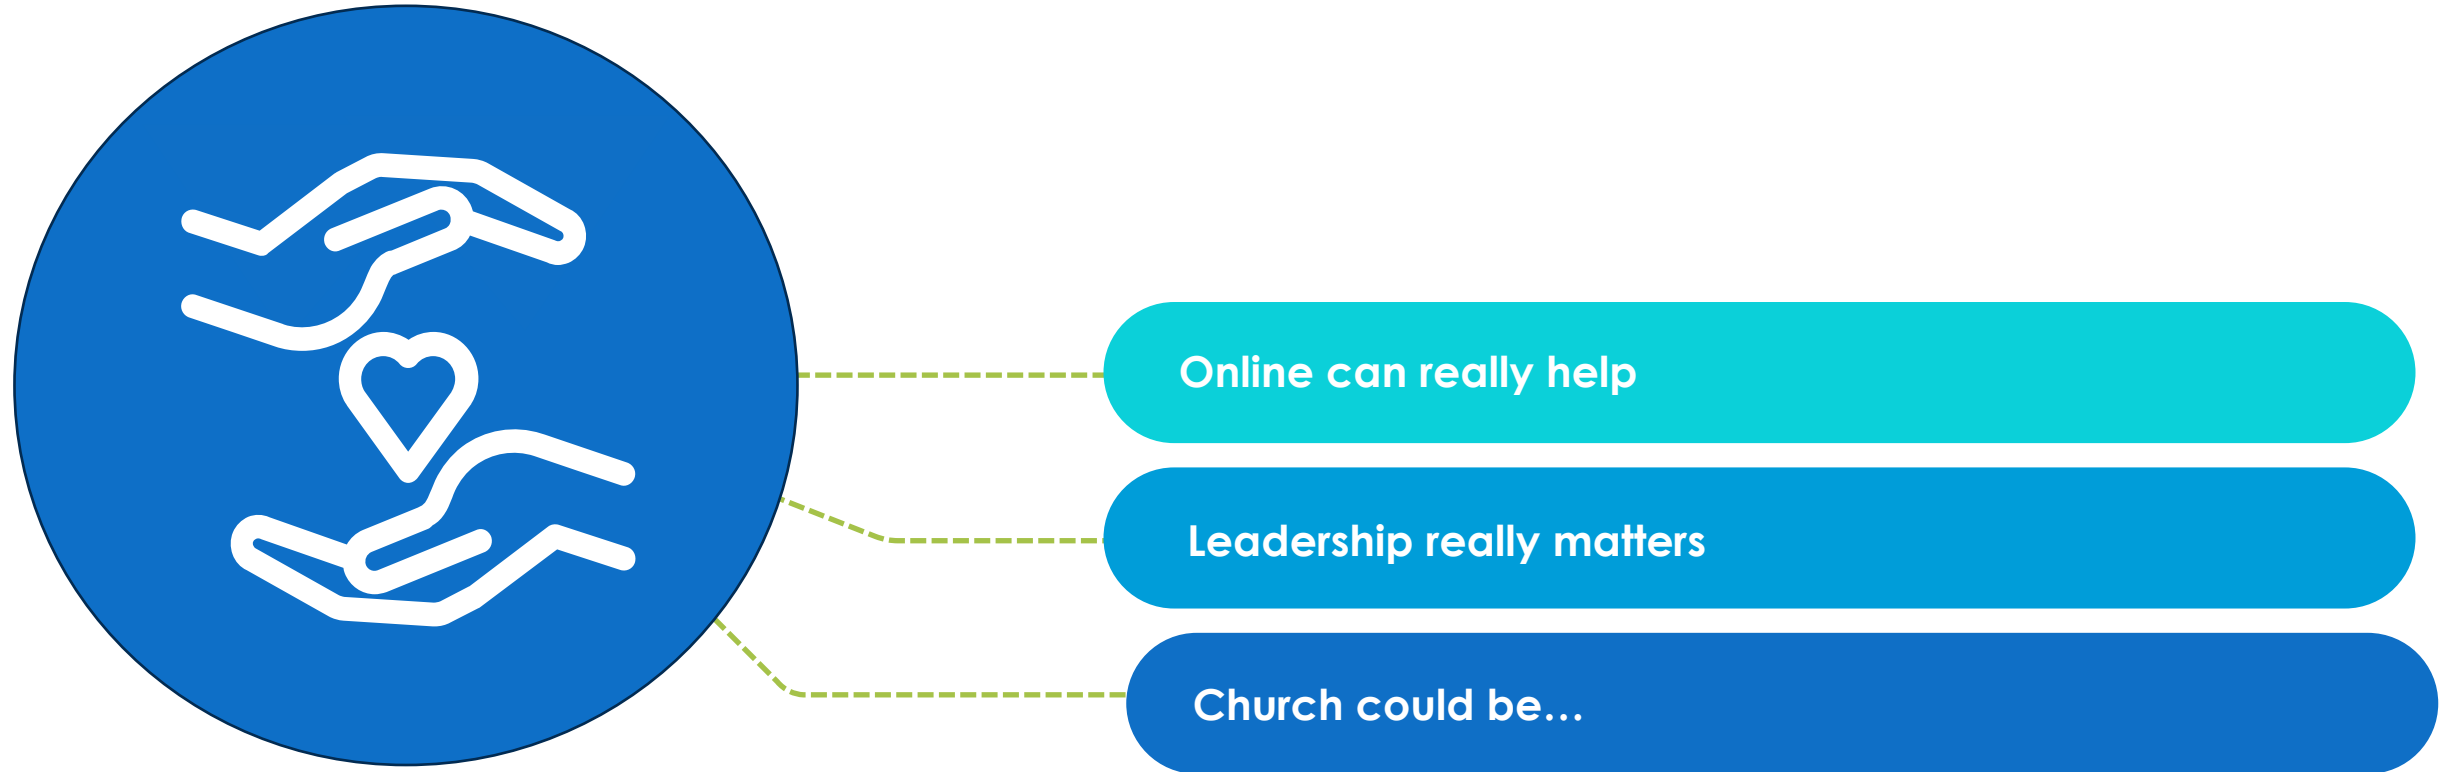 Online can really help
Leadership really matters
Church could be…